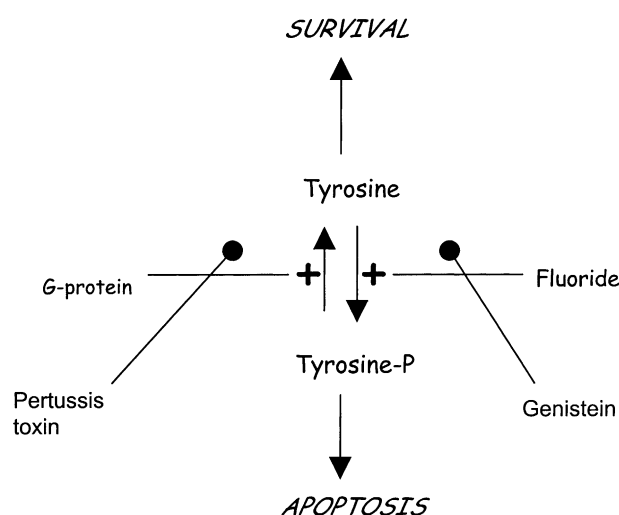 SURVIVAL
Tyrosine
+
+
G-protein
Fluoride
Tyrosine-P
Pertussis
toxin
Genistein
APOPTOSIS